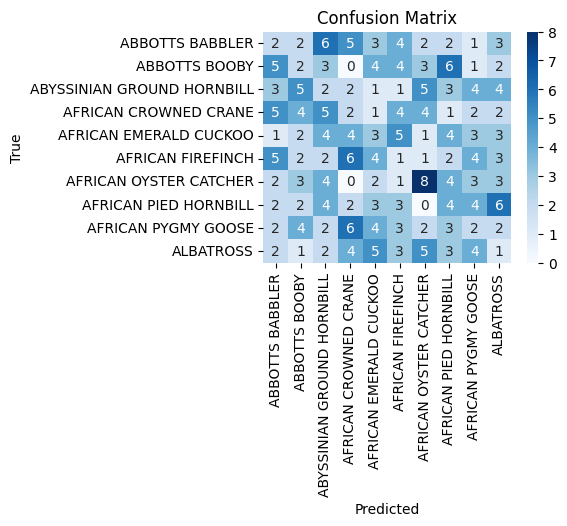 Confusion Matrix
True
ABBOTTS BABBLER 2 2 6 5 3 4 2 2 1 3
ABBOTTS BOOBY 5 2 3 0 4 4 3 6 1 2
ABYSSINIAN GROUND HORNBILL 3 5 2 2 1 1 5 3 4 4
AFRICAN CROWNED CRANE 5 4 5 2 1 4 4 1 2 2
AFRICAN EMERALD CUCKOO 1 2 4 4 3 5 1 4 3 3
AFRICAN FIREFINCH 5 2 2 6 4 1 1 2 4 3
AFRICAN OYSTER CATCHER 2 3 4 0 2 1 8 4 3 3
AFRICAN PIED HORNBILL 2 2 4 2 3 3 0 4 4 6
AFRICAN PYGMY GOOSE 2 4 2 6 4 3 2 3 2 2
ALBATROSS 2 1 2 4 5 3 5 3 4 1
ABBOTTS BABBLER
ABBOTTS BOOBY
ABYSSINIAN GROUND HORNBILL
AFRICAN CROWNED CRANE
AFRICAN EMERALD CUCKOO
AFRICAN FIREFINCH
AFRICAN OYSTER CATCHER
AFRICAN PIED HORNBILL
AFRICAN PYGMY GOOSE
ALBATROSS
Predicted
8
7
6
5
4
3
2
1
0